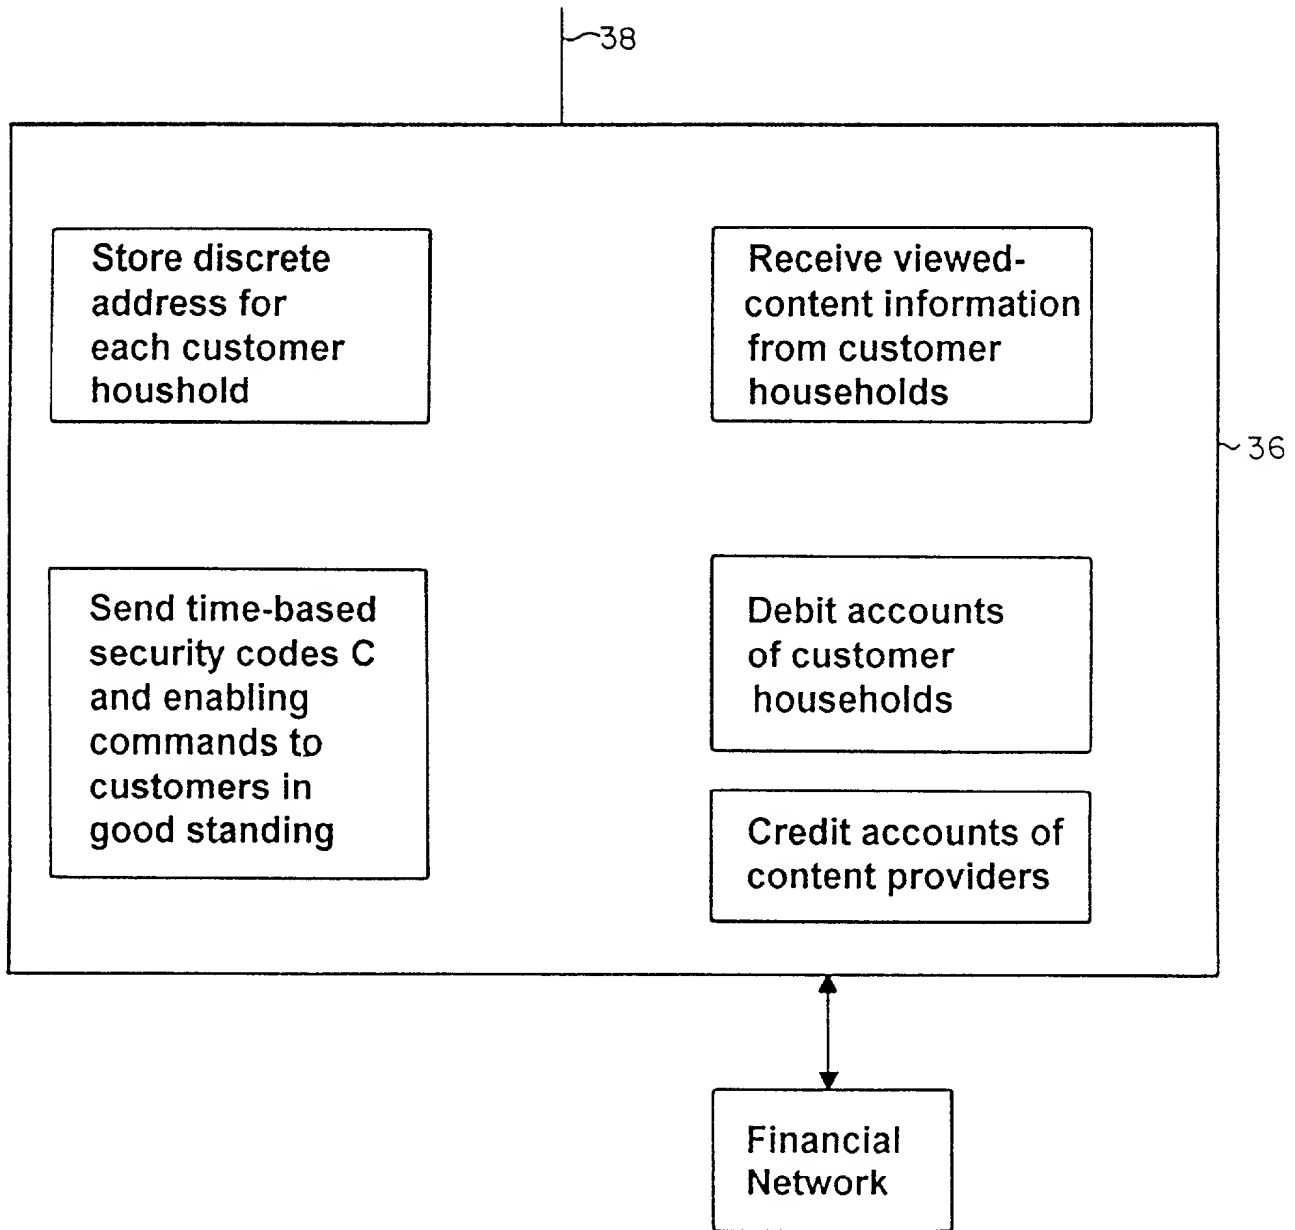 38
Store discrete
address for
each customer
houshold
Receive viewed-
content information
from customer
households
36
Send time-based
security codes C
and enabling
commands to
customers in
good standing
Debit accounts
of customer
households
Credit accounts of
content providers
Financial
Network